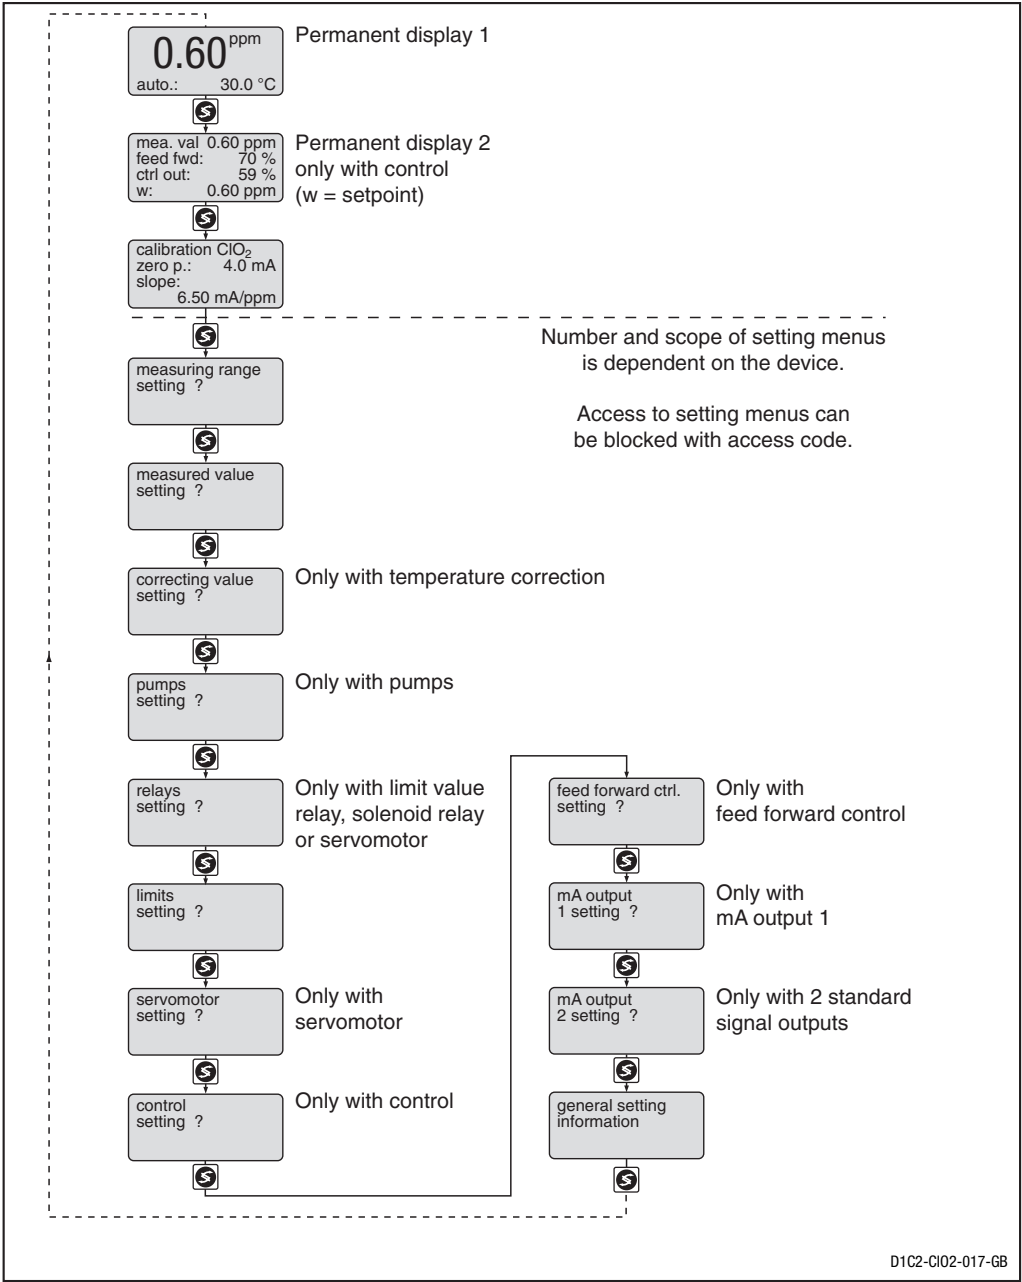 0.60 ppm
auto.: 30.0 °C
Permanent display 1
mea. val 0.60 ppm
feed fwd: 70 %
ctrl out: 59 %
w: 0.60 ppm
Permanent display 2
only with control
(w = setpoint)
calibration ClO2
zero p.: 4.0 mA
slope:
6.50 mA/ppm
Number and scope of setting menus
is dependent on the device.
Access to setting menus can
be blocked with access code.
measuring range
setting ?
measured value
setting ?
correcting value
setting ?
Only with temperature correction
pumps
setting ?
Only with pumps
relays
setting ?
Only with limit value
relay, solenoid relay
or servomotor
limits
setting ?
servomotor
setting ?
Only with
servomotor
control
setting ?
Only with control
feed forward ctrl.
setting ?
Only with
feed forward control
mA output
1 setting ?
Only with
mA output 1
mA output
2 setting ?
Only with 2 standard
signal outputs
general setting
information
D1C2-ClO2-017-GB